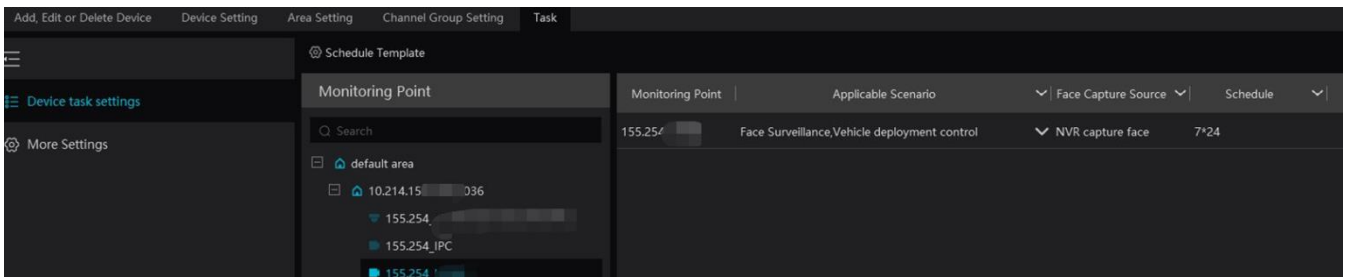 Add, Edit or Delete Device Device Setting Area Setting Channel Group Setting Task
Schedule Template
Device task settings
More Settings
Monitoring Point
Search
default area
10.214.15 036
155.254_
155.254_IPC
155.254
Monitoring Point Applicable Scenario Face Capture Source Schedule
155.254 Face Surveillance,Vehicle deployment control NVR capture face 7*24